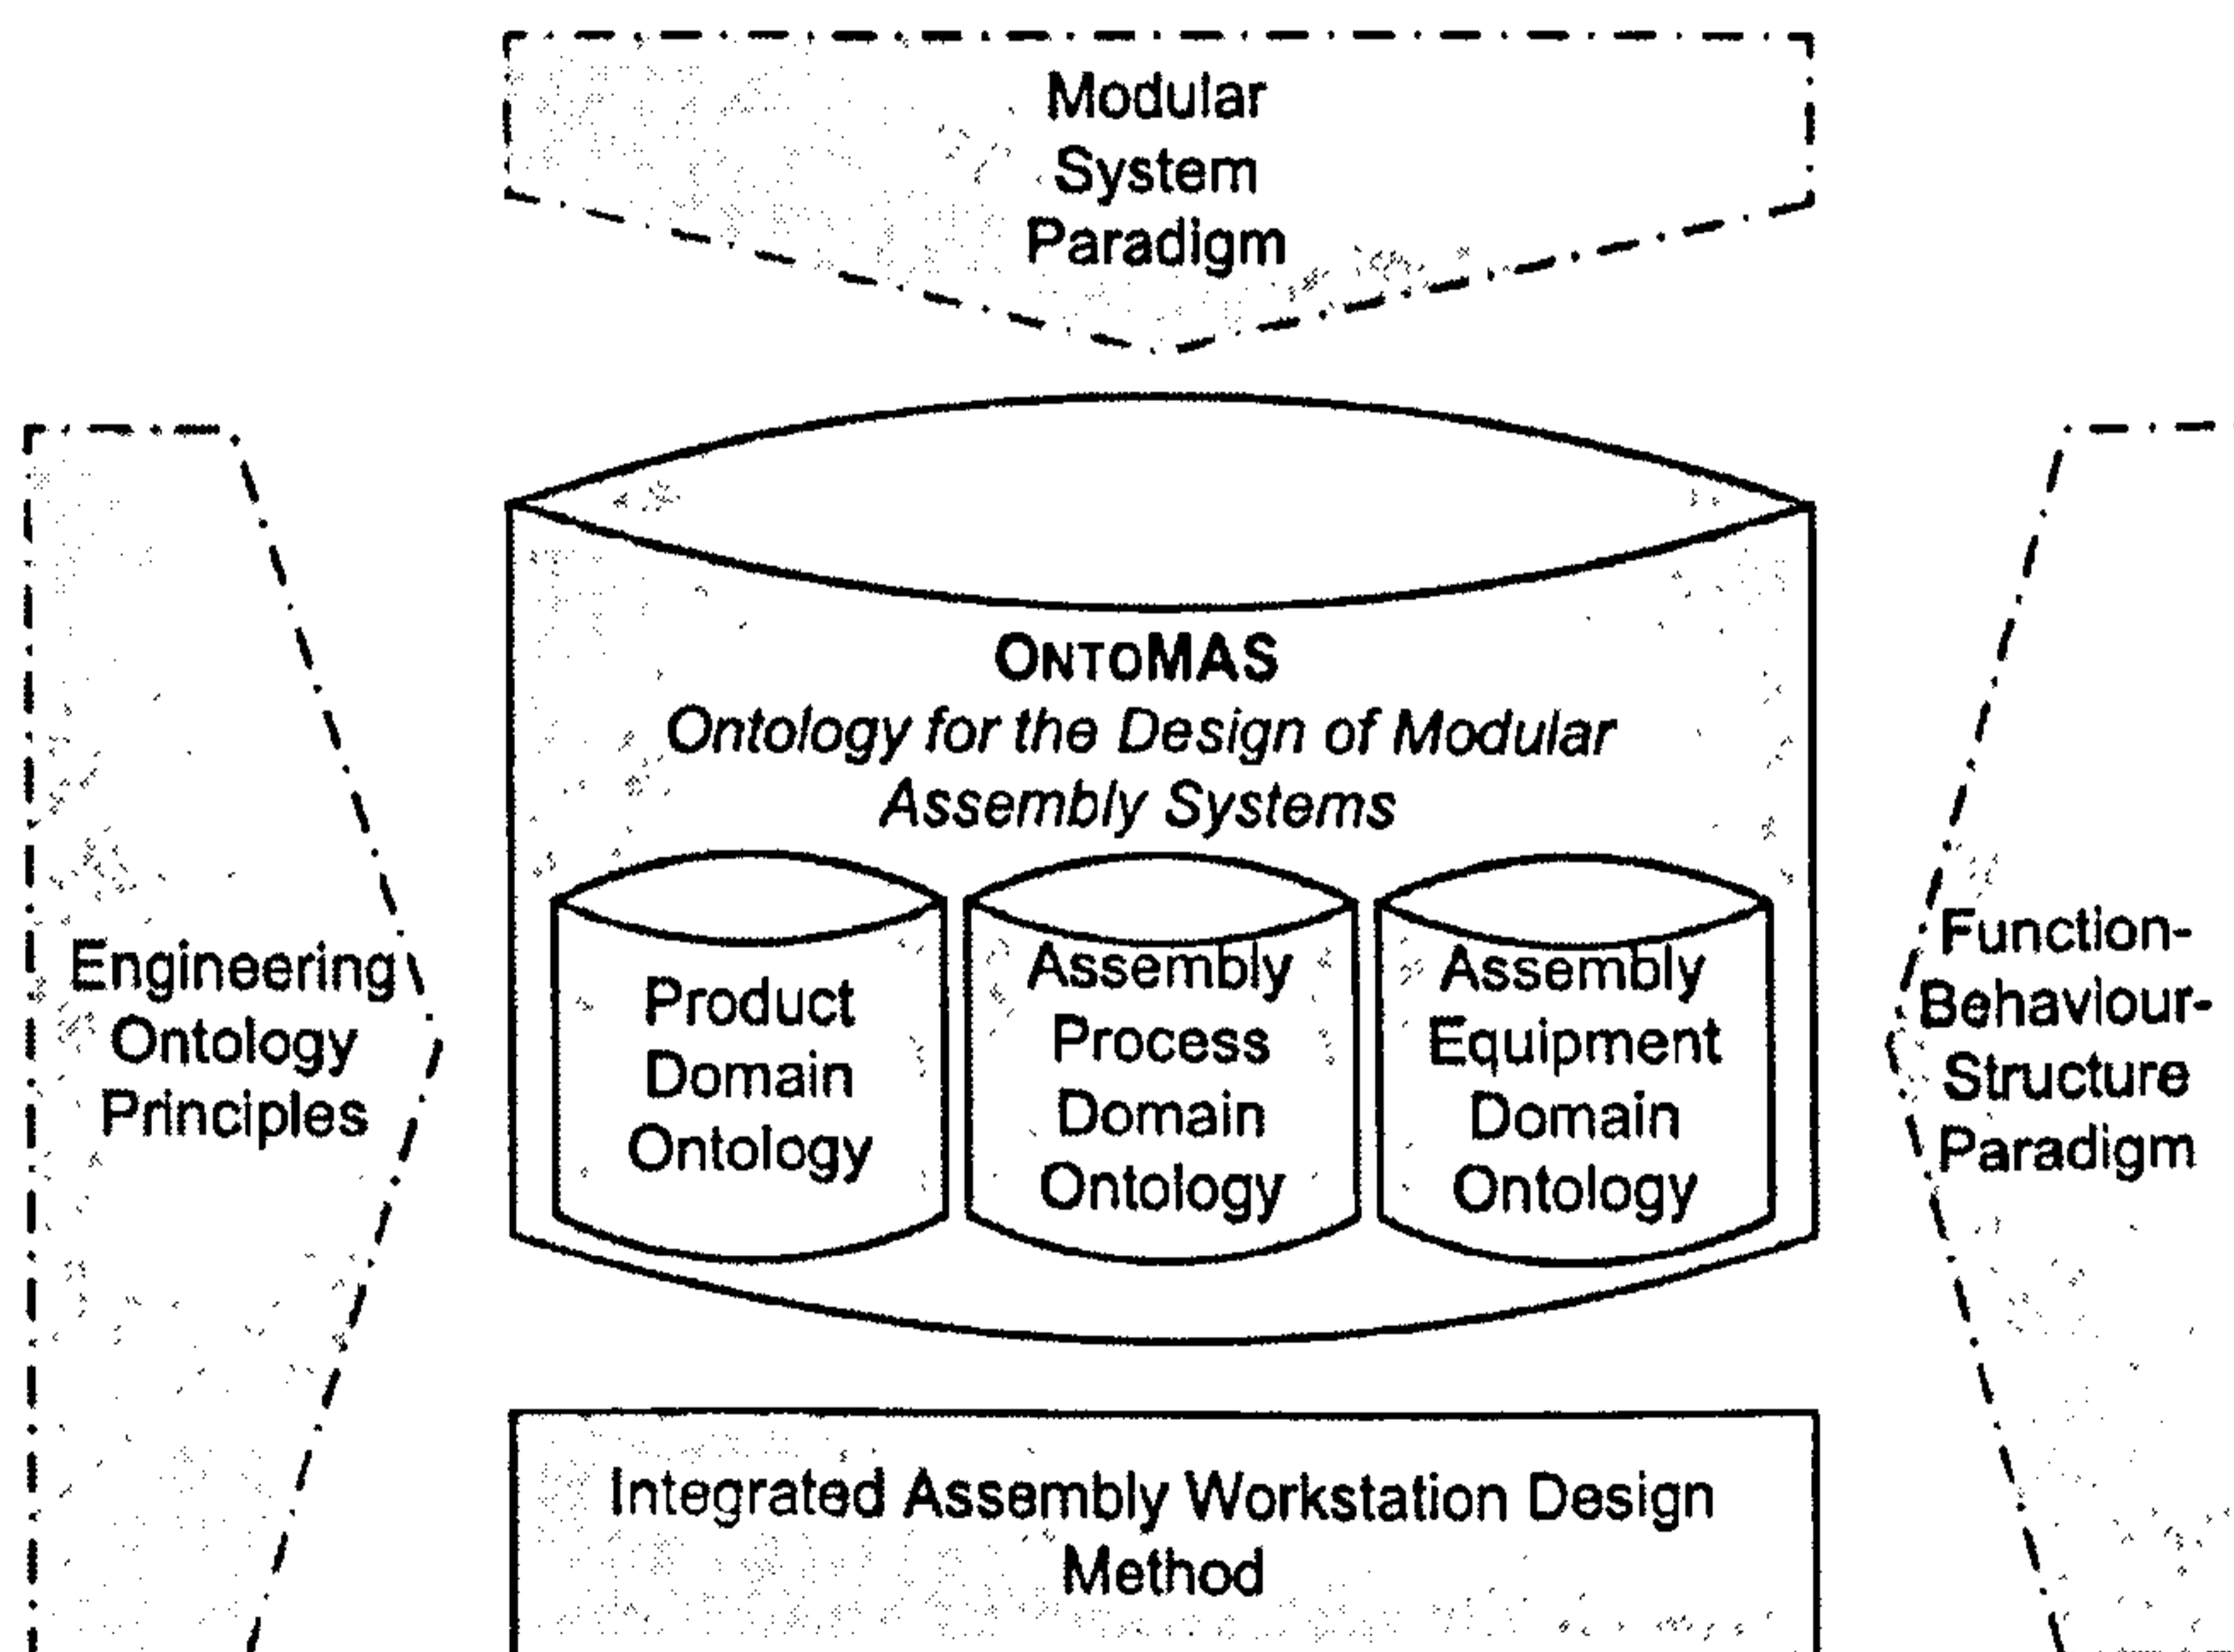 Modular
System
Paradigm
ONTOMAS
Ontology for the Design of Modular
Assembly Systems
Engineering
Ontology
Principles
Product
Domain
Ontology
Assembly
Process
Domain
Ontology
Assembly
Equipment
Domain
Ontology
Function-
Behaviour-
Structure
Paradigm
Integrated Assembly Workstation Design
Method